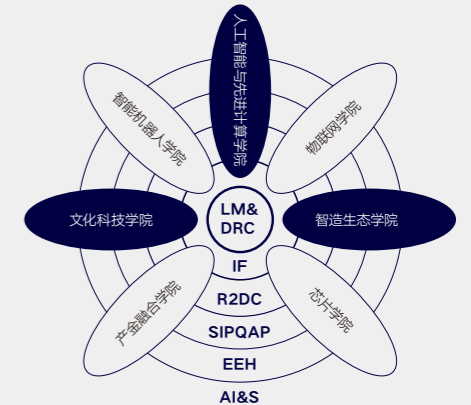 人工智能与先进计算学院
智能机器人学院
物联网学院
文化科技学院
LM&
DRC
智造生态学院
IF
产金融合学院
R2DC
芯片学院
SIPQAP
EEH
AI&S